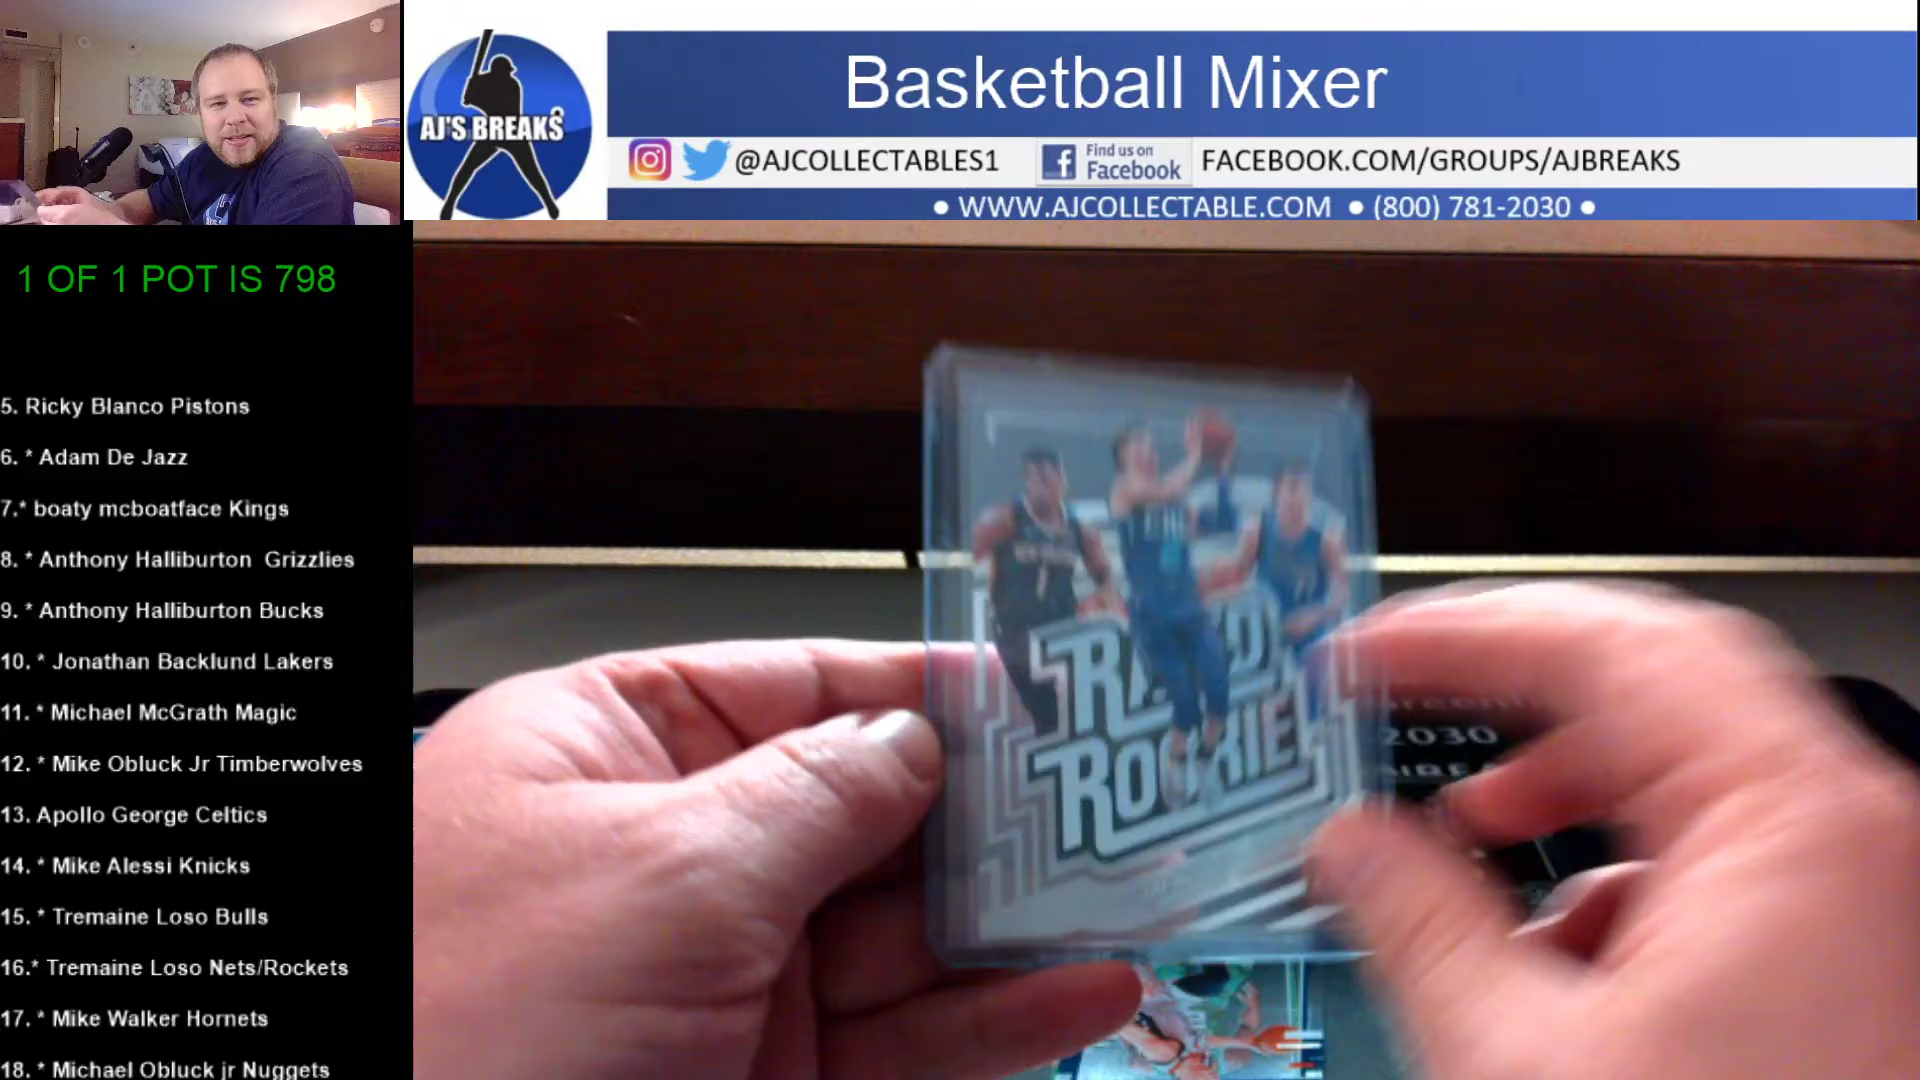 Basketball Mixer
AJ'S BREAKS
@AJCOLLECTABLES1
Find us on
Facebook
FACEBOOK.COM/GROUPS/AJBREAKS
• WWW.AJCOLLECTABLE.COM • (800) 781-2030 •
1 OF 1 POT IS 798
5. Ricky Blanco Pistons
6. * Adam De Jazz
7.* boaty mcboatface Kings
8. * Anthony Halliburton Grizzlies
9. * Anthony Halliburton Bucks
10. * Jonathan Backlund Lakers
11. * Michael McGrath Magic
12. * Mike Obluck Jr Timberwolves
13. Apollo George Celtics
14. * Mike Alessi Knicks
15. * Tremaine Loso Bulls
16.* Tremaine Loso Nets/Rockets
17. * Mike Walker Hornets
18. * Michael Obluck jr Nuggets
RATED
ROOKIE
2030